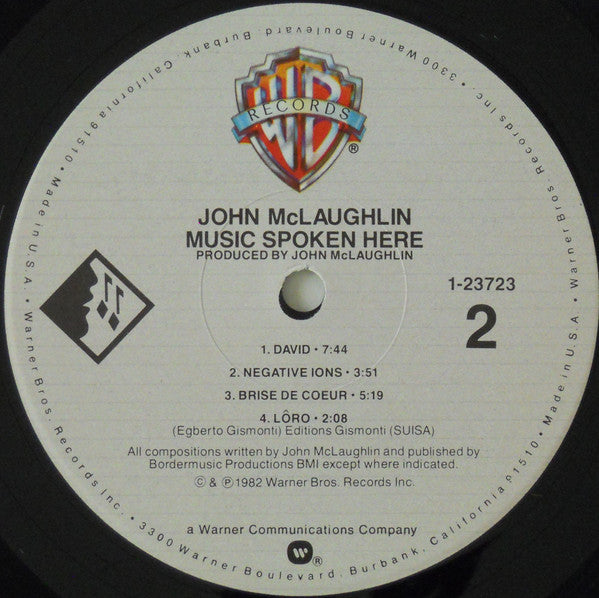 WB
RECORDS
®
JOHN McLAUGHLIN
MUSIC SPOKEN HERE
PRODUCED BY JOHN McLAUGHLIN
1-23723
2
1. DAVID • 7:44
2. NEGATIVE IONS • 3:51
3. BRISE DE COEUR • 5:19
4. LÔRO • 2:08
(Egberto Gismonti) Editions Gismonti (SUISA)
All compositions written by John McLaughlin and published by
Bordermusic Productions BMI except where indicated.
© & ℗ 1982 Warner Bros. Records Inc.
a Warner Communications Company
®
Warner Bros. Records Inc. • 3300 Warner Boulevard, Burbank, California 91510 • Made in U.S.A. • Warner Bros. Records Inc. • 3300 Warner Boulevard, Burbank, California 91510 • Made in U.S.A. •